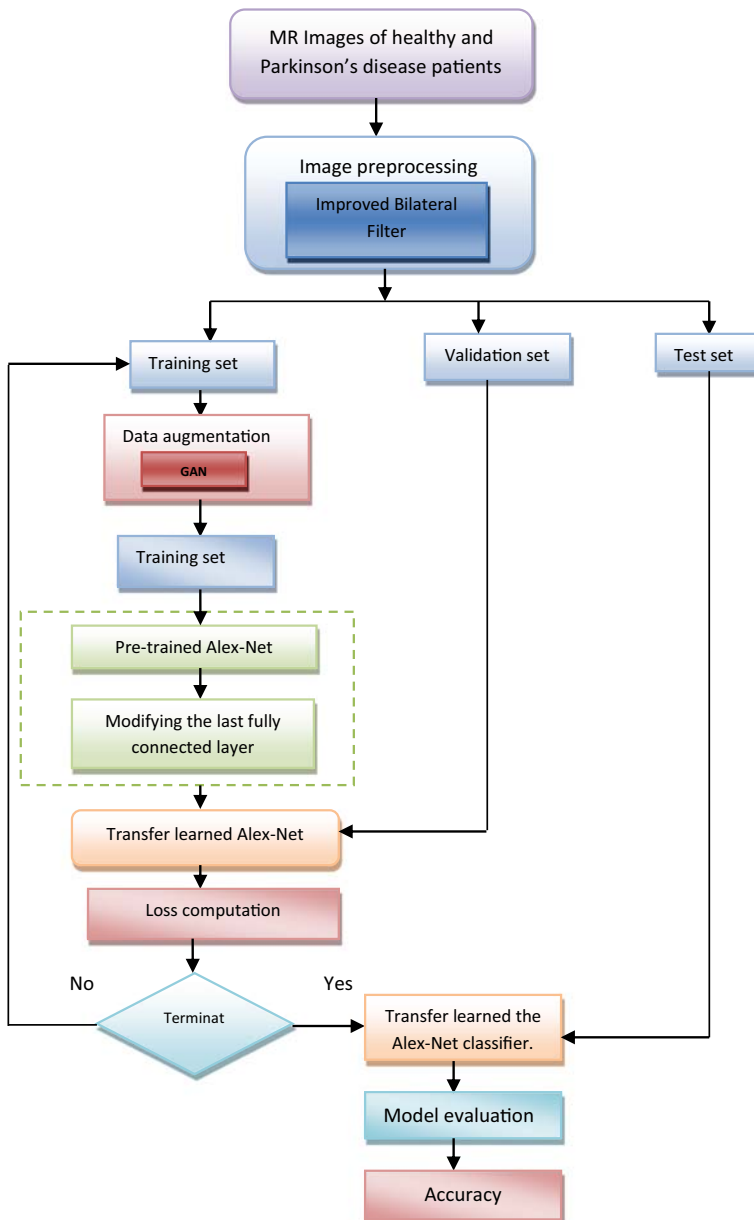 MR Images of healthy and
Parkinson’s disease patients
Image preprocessing
Improved Bilateral
Filter
Training set
Validation set
Test set
Data augmentation
GAN
Training set
Pre-trained Alex-Net
Modifying the last fully
connected layer
Transfer learned Alex-Net
Loss computation
No
Yes
Terminat
Transfer learned the
Alex-Net classifier.
Model evaluation
Accuracy